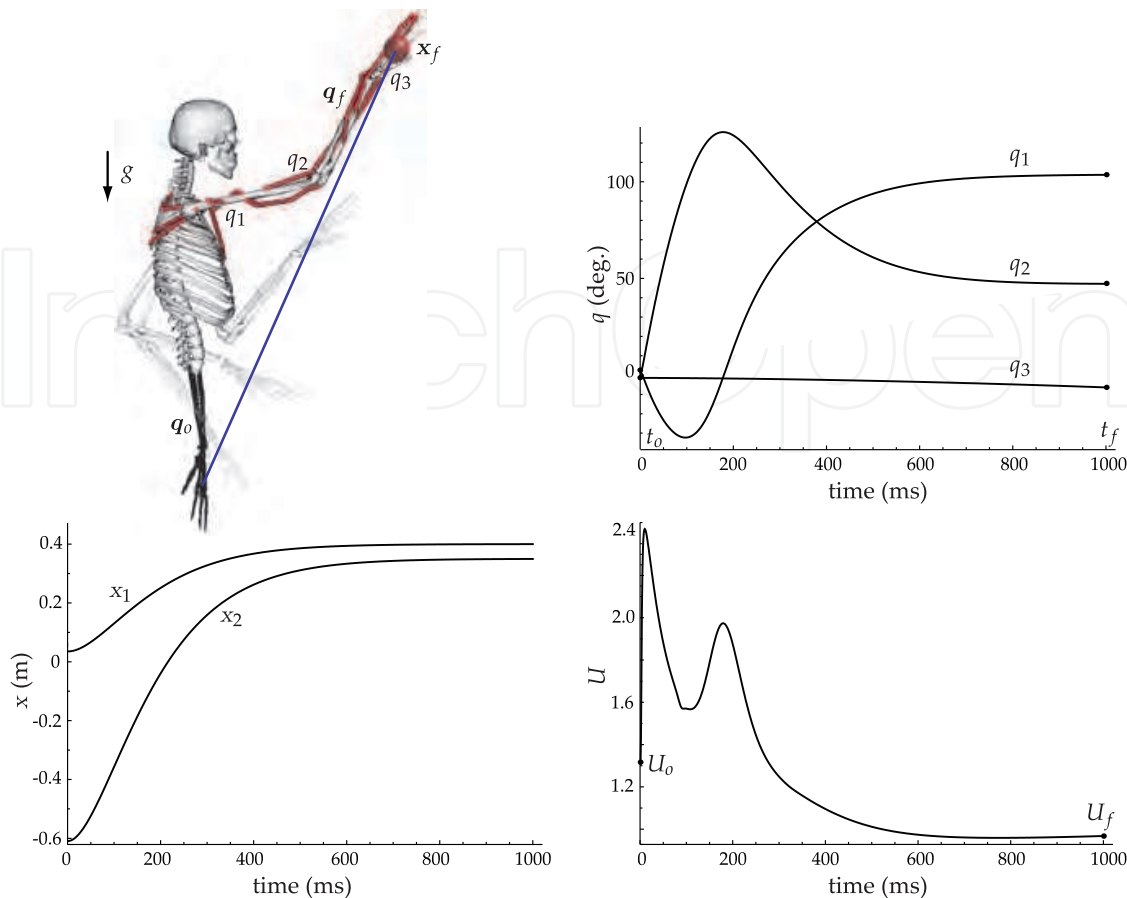 x_f
q_3
q_f
q_2
g
q_1
q_o
q (deg.)
100
50
0
q_1
q_2
q_3
t_o
t_f
0 200 400 600 800 1000
time (ms)
x (m)
0.4
0.2
0
-0.2
-0.4
-0.6
x_1
x_2
0 200 400 600 800 1000
time (ms)
U
2.4
2.0
1.6
1.2
U_o
U_f
0 200 400 600 800 1000
time (ms)
InTechOpen